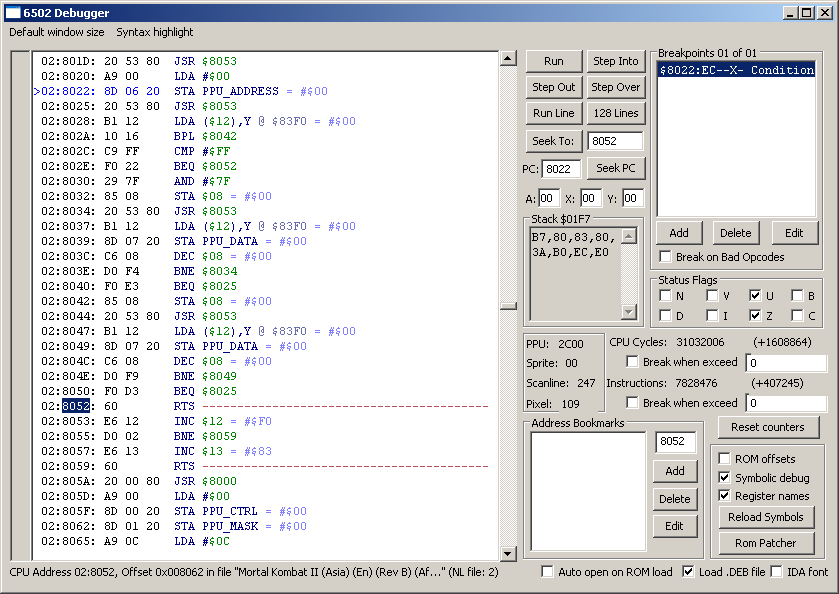 6502 Debugger
Default window size Syntax highlight
02:801D: 20 53 80 JSR $8053
02:8020: A9 00 LDA #$00
>02:8022: 8D 06 20 STA PPU_ADDRESS = #$00
02:8025: 20 53 80 JSR $8053
02:8028: B1 12 LDA ($12),Y @ $83F0 = #$00
02:802A: 10 16 BPL $8042
02:802C: C9 FF CMP #$FF
02:802E: F0 22 BEQ $8052
02:8030: 29 7F AND #$7F
02:8032: 85 08 STA $08 = #$00
02:8034: 20 53 80 JSR $8053
02:8037: B1 12 LDA ($12),Y @ $83F0 = #$00
02:8039: 8D 07 20 STA PPU_DATA = #$00
02:803C: C6 08 DEC $08 = #$00
02:803E: D0 F4 BNE $8034
02:8040: F0 E3 BEQ $8025
02:8042: 85 08 STA $08 = #$00
02:8044: 20 53 80 JSR $8053
02:8047: B1 12 LDA ($12),Y @ $83F0 = #$00
02:8049: 8D 07 20 STA PPU_DATA = #$00
02:804C: C6 08 DEC $08 = #$00
02:804E: D0 F9 BNE $8049
02:8050: F0 D3 BEQ $8025
02:8052: 60 RTS ----------------------------------------
02:8053: E6 12 INC $12 = #$F0
02:8055: D0 02 BNE $8059
02:8057: E6 13 INC $13 = #$83
02:8059: 60 RTS ----------------------------------------
02:805A: 20 00 80 JSR $8000
02:805D: A9 00 LDA #$00
02:805F: 8D 00 20 STA PPU_CTRL = #$00
02:8062: 8D 01 20 STA PPU_MASK = #$00
02:8065: A9 0C LDA #$0C
Run Step Into
Step Out Step Over
Run Line 128 Lines
Seek To: 8052
PC: 8022 Seek PC
A: 00 X: 00 Y: 00
Stack $01F7
B7,80,83,80,
3A,B0,EC,E0
Breakpoints 01 of 01
$8022:EC--X- Condition
Add Delete Edit
Break on Bad Opcodes
Status Flags
N V U B
D I Z C
PPU: 2C00
Sprite: 00
Scanline: 247
Pixel: 109
CPU Cycles: 31032006 (+1608864)
Break when exceed 0
Instructions: 7828476 (+407245)
Break when exceed 0
Address Bookmarks
8052
Add
Delete
Edit
Reset counters
ROM offsets
Symbolic debug
Register names
Reload Symbols
Rom Patcher
CPU Address 02:8052, Offset 0x008062 in file "Mortal Kombat II (Asia) (En) (Rev B) (Af..." (NL file: 2)
Auto open on ROM load Load .DEB file IDA font